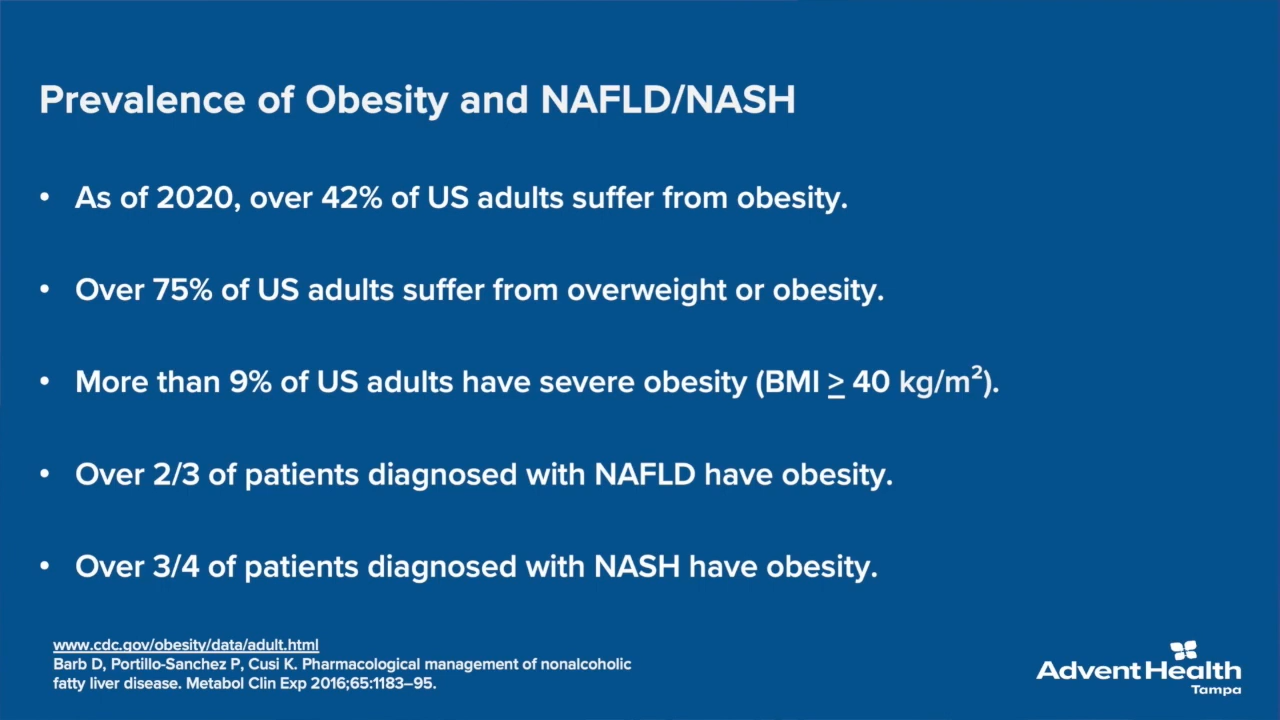 Prevalence of Obesity and NAFLD/NASH
• As of 2020, over 42% of US adults suffer from obesity.
• Over 75% of US adults suffer from overweight or obesity.
• More than 9% of US adults have severe obesity (BMI ≥ 40 kg/m²).
• Over 2/3 of patients diagnosed with NAFLD have obesity.
• Over 3/4 of patients diagnosed with NASH have obesity.
www.cdc.gov/obesity/data/adult.html
Barb D, Portillo-Sanchez P, Cusi K. Pharmacological management of nonalcoholic
fatty liver disease. Metabol Clin Exp 2016;65:1183–95.
AdventHealth
Tampa